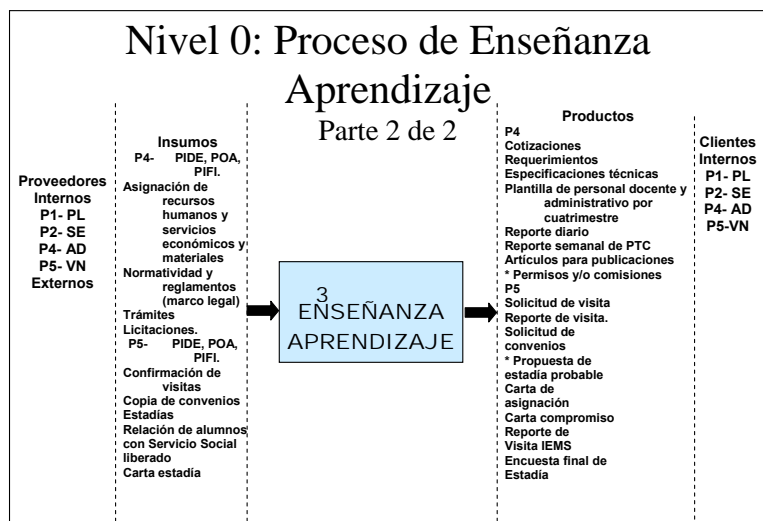 Nivel 0: Proceso de Enseñanza
Aprendizaje
Parte 2 de 2
Proveedores
Internos
P1- PL
P2- SE
P4- AD
P5- VN
Externos
Insumos
P4- PIDE, POA,
PIFI.
Asignación de
recursos
humanos y
servicios
económicos y
materiales
Normatividad y
reglamentos
(marco legal)
Trámites
Licitaciones.
P5- PIDE, POA,
PIFI.
Confirmación de
visitas
Copia de convenios
Estadías
Relación de alumnos
con Servicio Social
liberado
Carta estadía
3
ENSEÑANZA
APRENDIZAJE
Productos
P4
Cotizaciones
Requerimientos
Especificaciones técnicas
Plantilla de personal docente y
administrativo por
cuatrimestre
Reporte diario
Reporte semanal de PTC
Artículos para publicaciones
* Permisos y/o comisiones
P5
Solicitud de visita
Reporte de visita.
Solicitud de
convenios
* Propuesta de
estadía probable
Carta de
asignación
Carta compromiso
Reporte de
Visita IEMS
Encuesta final de
Estadía
Clientes
Internos
P1- PL
P2- SE
P4- AD
P5-VN